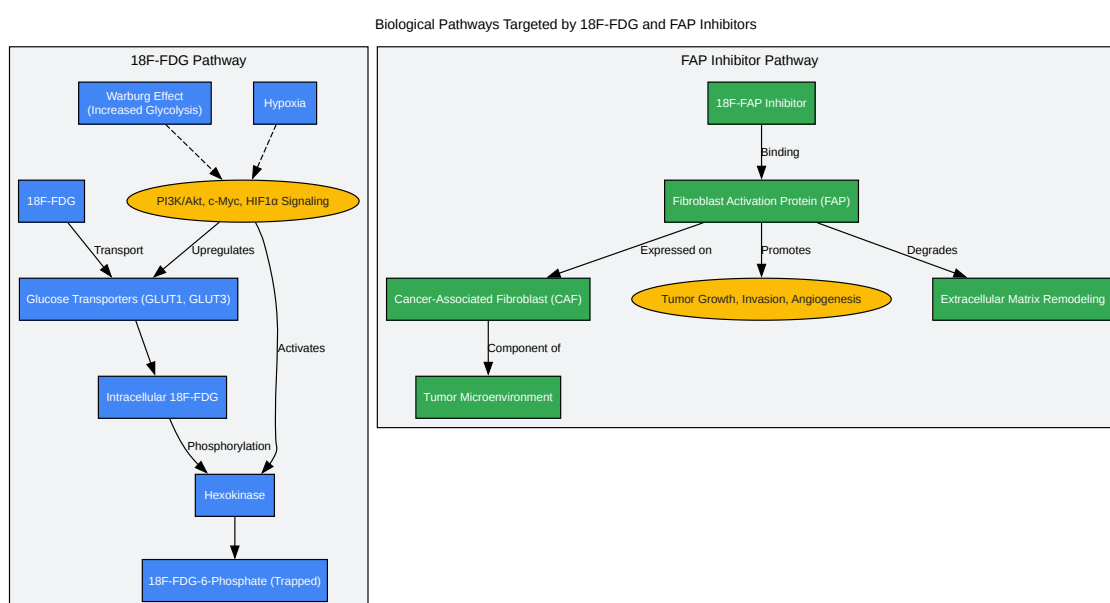 Biological Pathways Targeted by 18F-FDG and FAP Inhibitors
18F-FDG Pathway
Warburg Effect
(Increased Glycolysis)
Hypoxia
18F-FDG
PI3K/Akt, c-Myc, HIF1α Signaling
Transport
Upregulates
Glucose Transporters (GLUT1, GLUT3)
Activates
Intracellular 18F-FDG
Phosphorylation
Hexokinase
18F-FDG-6-Phosphate (Trapped)
FAP Inhibitor Pathway
18F-FAP Inhibitor
Binding
Fibroblast Activation Protein (FAP)
Expressed on
Promotes
Degrades
Cancer-Associated Fibroblast (CAF)
Tumor Growth, Invasion, Angiogenesis
Extracellular Matrix Remodeling
Component of
Tumor Microenvironment